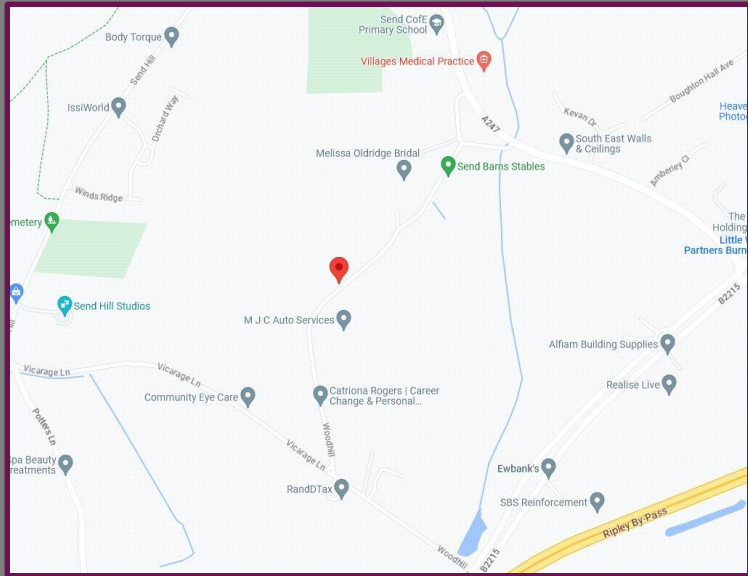 Send CofE
Primary School
Body Torque
Villages Medical Practice
Send Hill
Boughton Hall Ave
IssiWorld
Orchard Way
Kevan Dr
Heave
Photo
A247
South East Walls
& Ceilings
Melissa Oldridge Bridal
Send Barns Stables
Amberley Cl
Winds Ridge
emetery
The
Holding
Little
Partners Burn
B2215
Send Hill Studios
M J C Auto Services
Alfiam Building Supplies
Vicarage Ln
Vicarage Ln
Realise Live
Community Eye Care
Catriona Rogers | Career
Change & Personal...
Potters Ln
Woodhill
Vicarage Ln
Spa Beauty
Treatments
Ewbank's
RandDTax
SBS Reinforcement
Ripley By-Pass
Woodhill
B2215